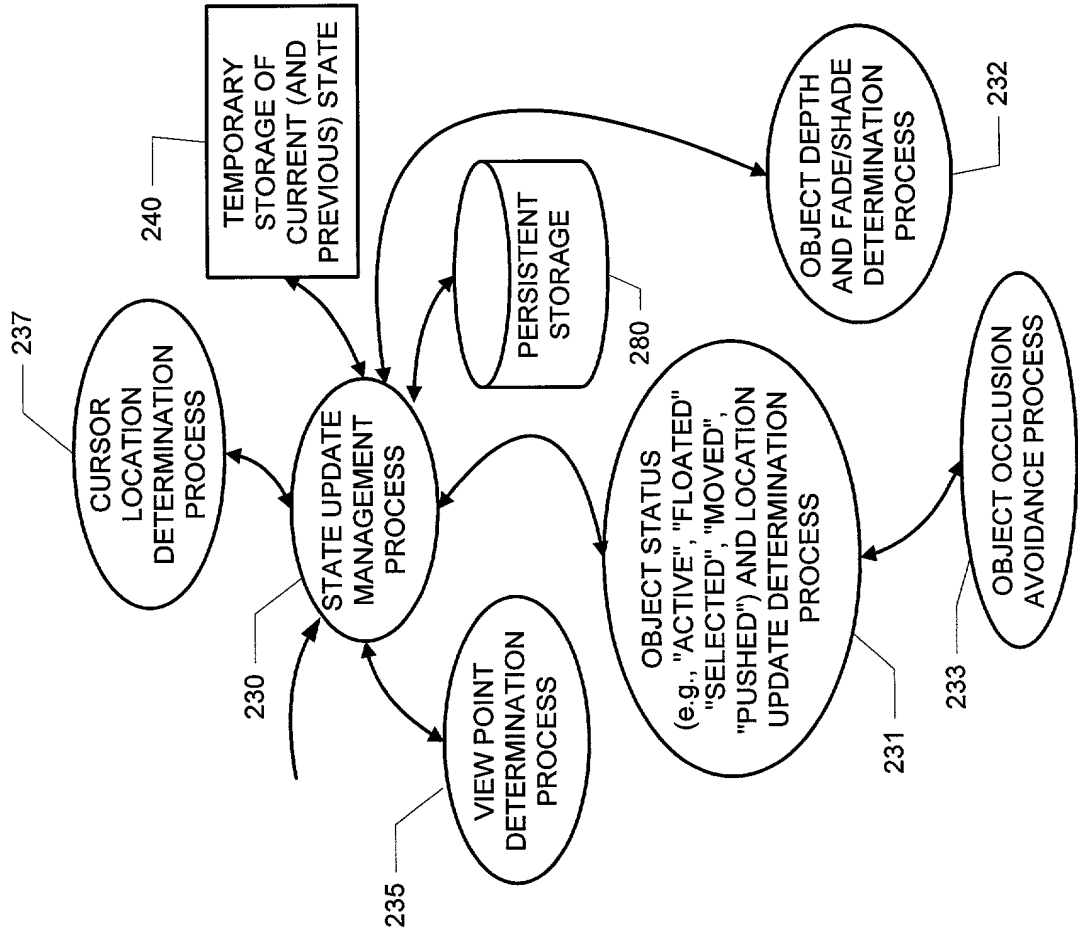 237
CURSOR
LOCATION
DETERMINATION
PROCESS
240
TEMPORARY
STORAGE OF
CURRENT (AND
PREVIOUS) STATE
230
STATE UPDATE
MANAGEMENT
PROCESS
235
VIEW POINT
DETERMINATION
PROCESS
PERSISTENT
STORAGE
280
OBJECT STATUS
(e.g., "ACTIVE", "FLOATED"
"SELECTED", "MOVED",
"PUSHED") AND LOCATION
UPDATE DETERMINATION
PROCESS
231
OBJECT DEPTH
AND FADE/SHADE
DETERMINATION
PROCESS
232
233
OBJECT OCCLUSION
AVOIDANCE PROCESS